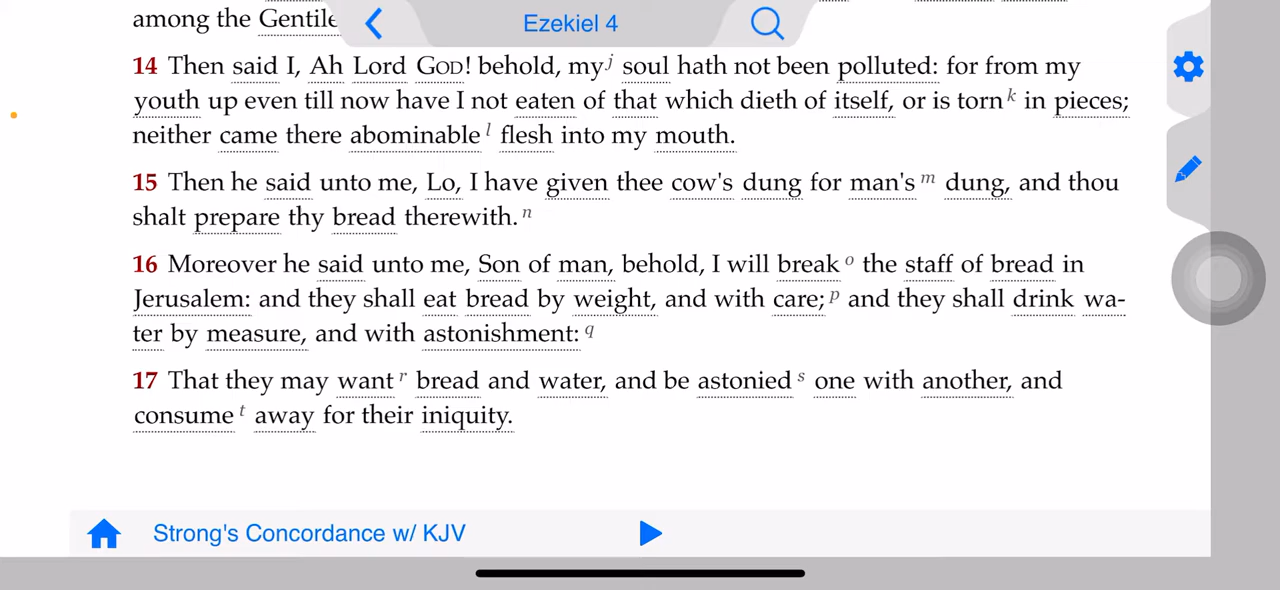 among the Gentile
Ezekiel 4
14 Then said I, Ah Lord GOD! behold, my j soul hath not been polluted: for from my
youth up even till now have I not eaten of that which dieth of itself, or is torn k in pieces;
neither came there abominable l flesh into my mouth.
15 Then he said unto me, Lo, I have given thee cow's dung for man's m dung, and thou
shalt prepare thy bread therewith. n
16 Moreover he said unto me, Son of man, behold, I will break o the staff of bread in
Jerusalem: and they shall eat bread by weight, and with care; p and they shall drink wa-
ter by measure, and with astonishment: q
17 That they may want r bread and water, and be astonied s one with another, and
consume t away for their iniquity.
Strong's Concordance w/ KJV